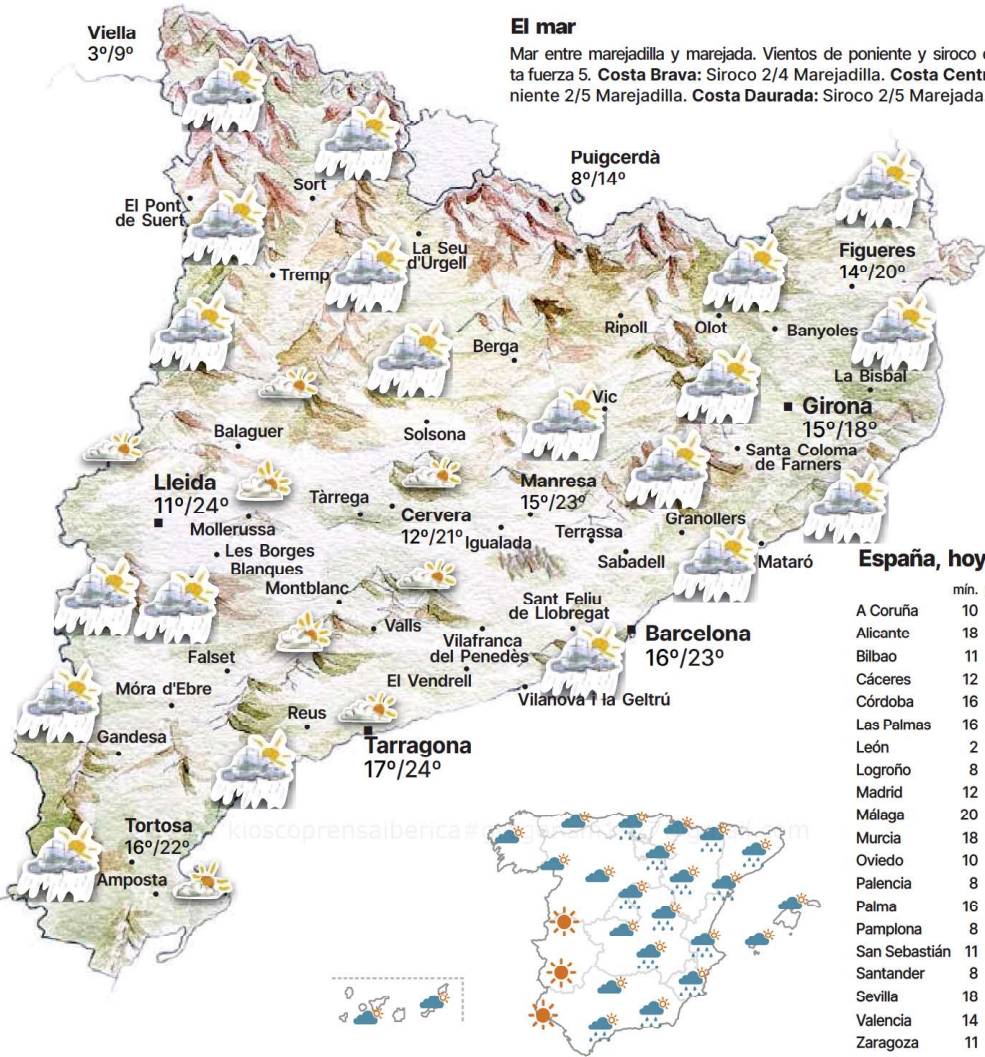 El mar
Mar entre marejadilla y marejada. Vientos de poniente y siroco
ta fuerza 5. Costa Brava: Siroco 2/4 Marejadilla. Costa
niente 2/5 Marejadilla. Costa Daurada: Siroco 2/5 Marejada
Viella
3º/9º
Puigcerdà
8º/14º
Sort
El Pont
de Suert
La Seu
d'Urgell
Tremp
Figueres
14º/20º
Ripoll
Olot
Banyoles
Berga
La Bisbal
Vic
Girona
15º/18º
Balaguer
Solsona
Santa Coloma
de Farners
Lleida
11º/24º
Tàrrega
Manresa
15º/23º
Mollerussa
Cervera
12º/21º
Igualada
Terrassa
Granollers
Les Borges
Blanques
Sabadell
Mataró
Montblanc
Sant Feliu
de Llobregat
Valls
Vilafranca
del Penedès
Barcelona
16º/23º
Falset
El Vendrell
Móra d'Ebre
Vilanova i la Geltrú
Reus
Gandesa
Tarragona
17º/24º
Tortosa
16º/22º
kioscoprensaiberica#
Amposta
España, hoy
mín.
A Coruña 10
Alicante 18
Bilbao 11
Cáceres 12
Córdoba 16
Las Palmas 16
León 2
Logroño 8
Madrid 12
Málaga 20
Murcia 18
Oviedo 10
Palencia 8
Palma 16
Pamplona 8
San Sebastián 11
Santander 8
Sevilla 18
Valencia 14
Zaragoza 11